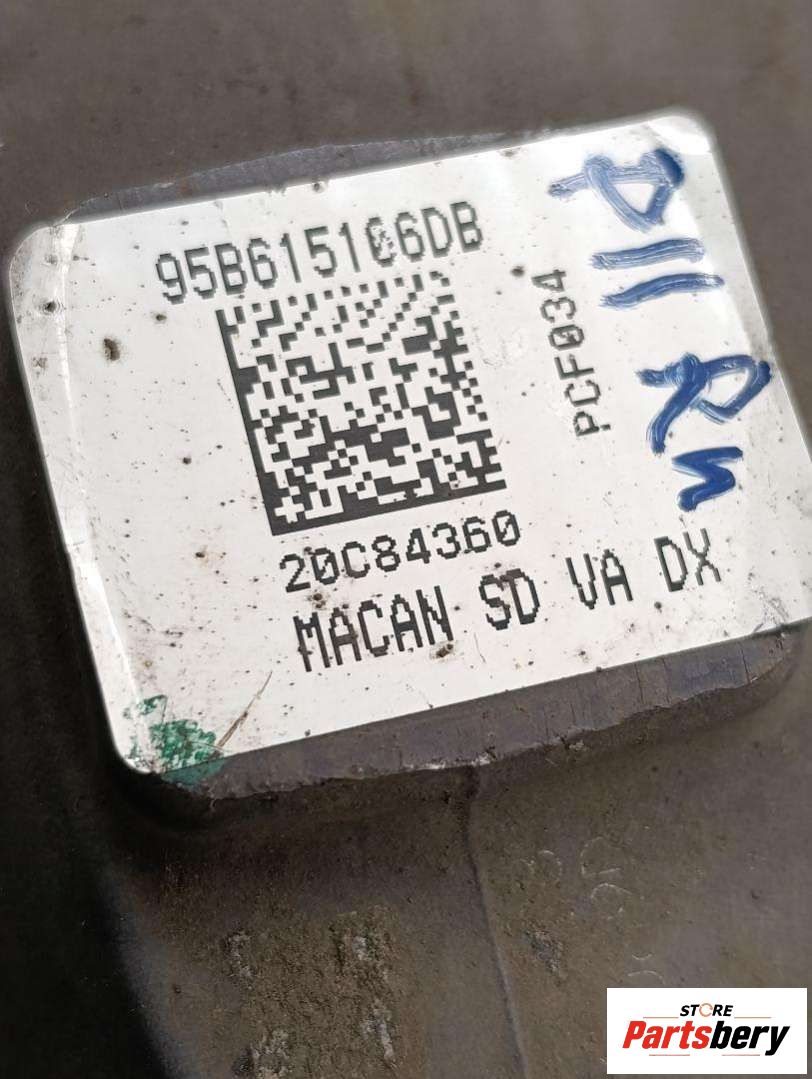 95B615106DB
PCF034
20C84360
MACAN SD VA DX
STORE
Partsbery